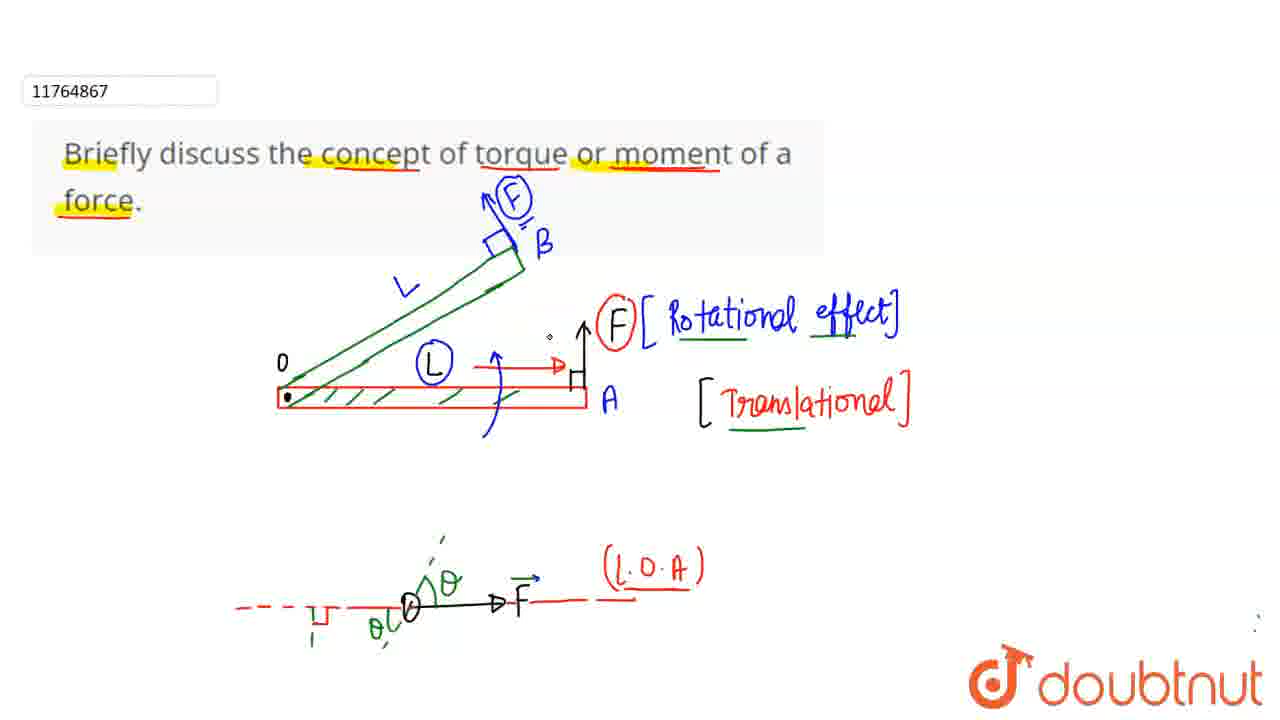 11764867
Briefly discuss the concept of torque or moment of a
force.
F
B
L
F [Rotational effect]
O
L
A
[Translational]
(L.O.A)
θ
F
θ
doubtnut